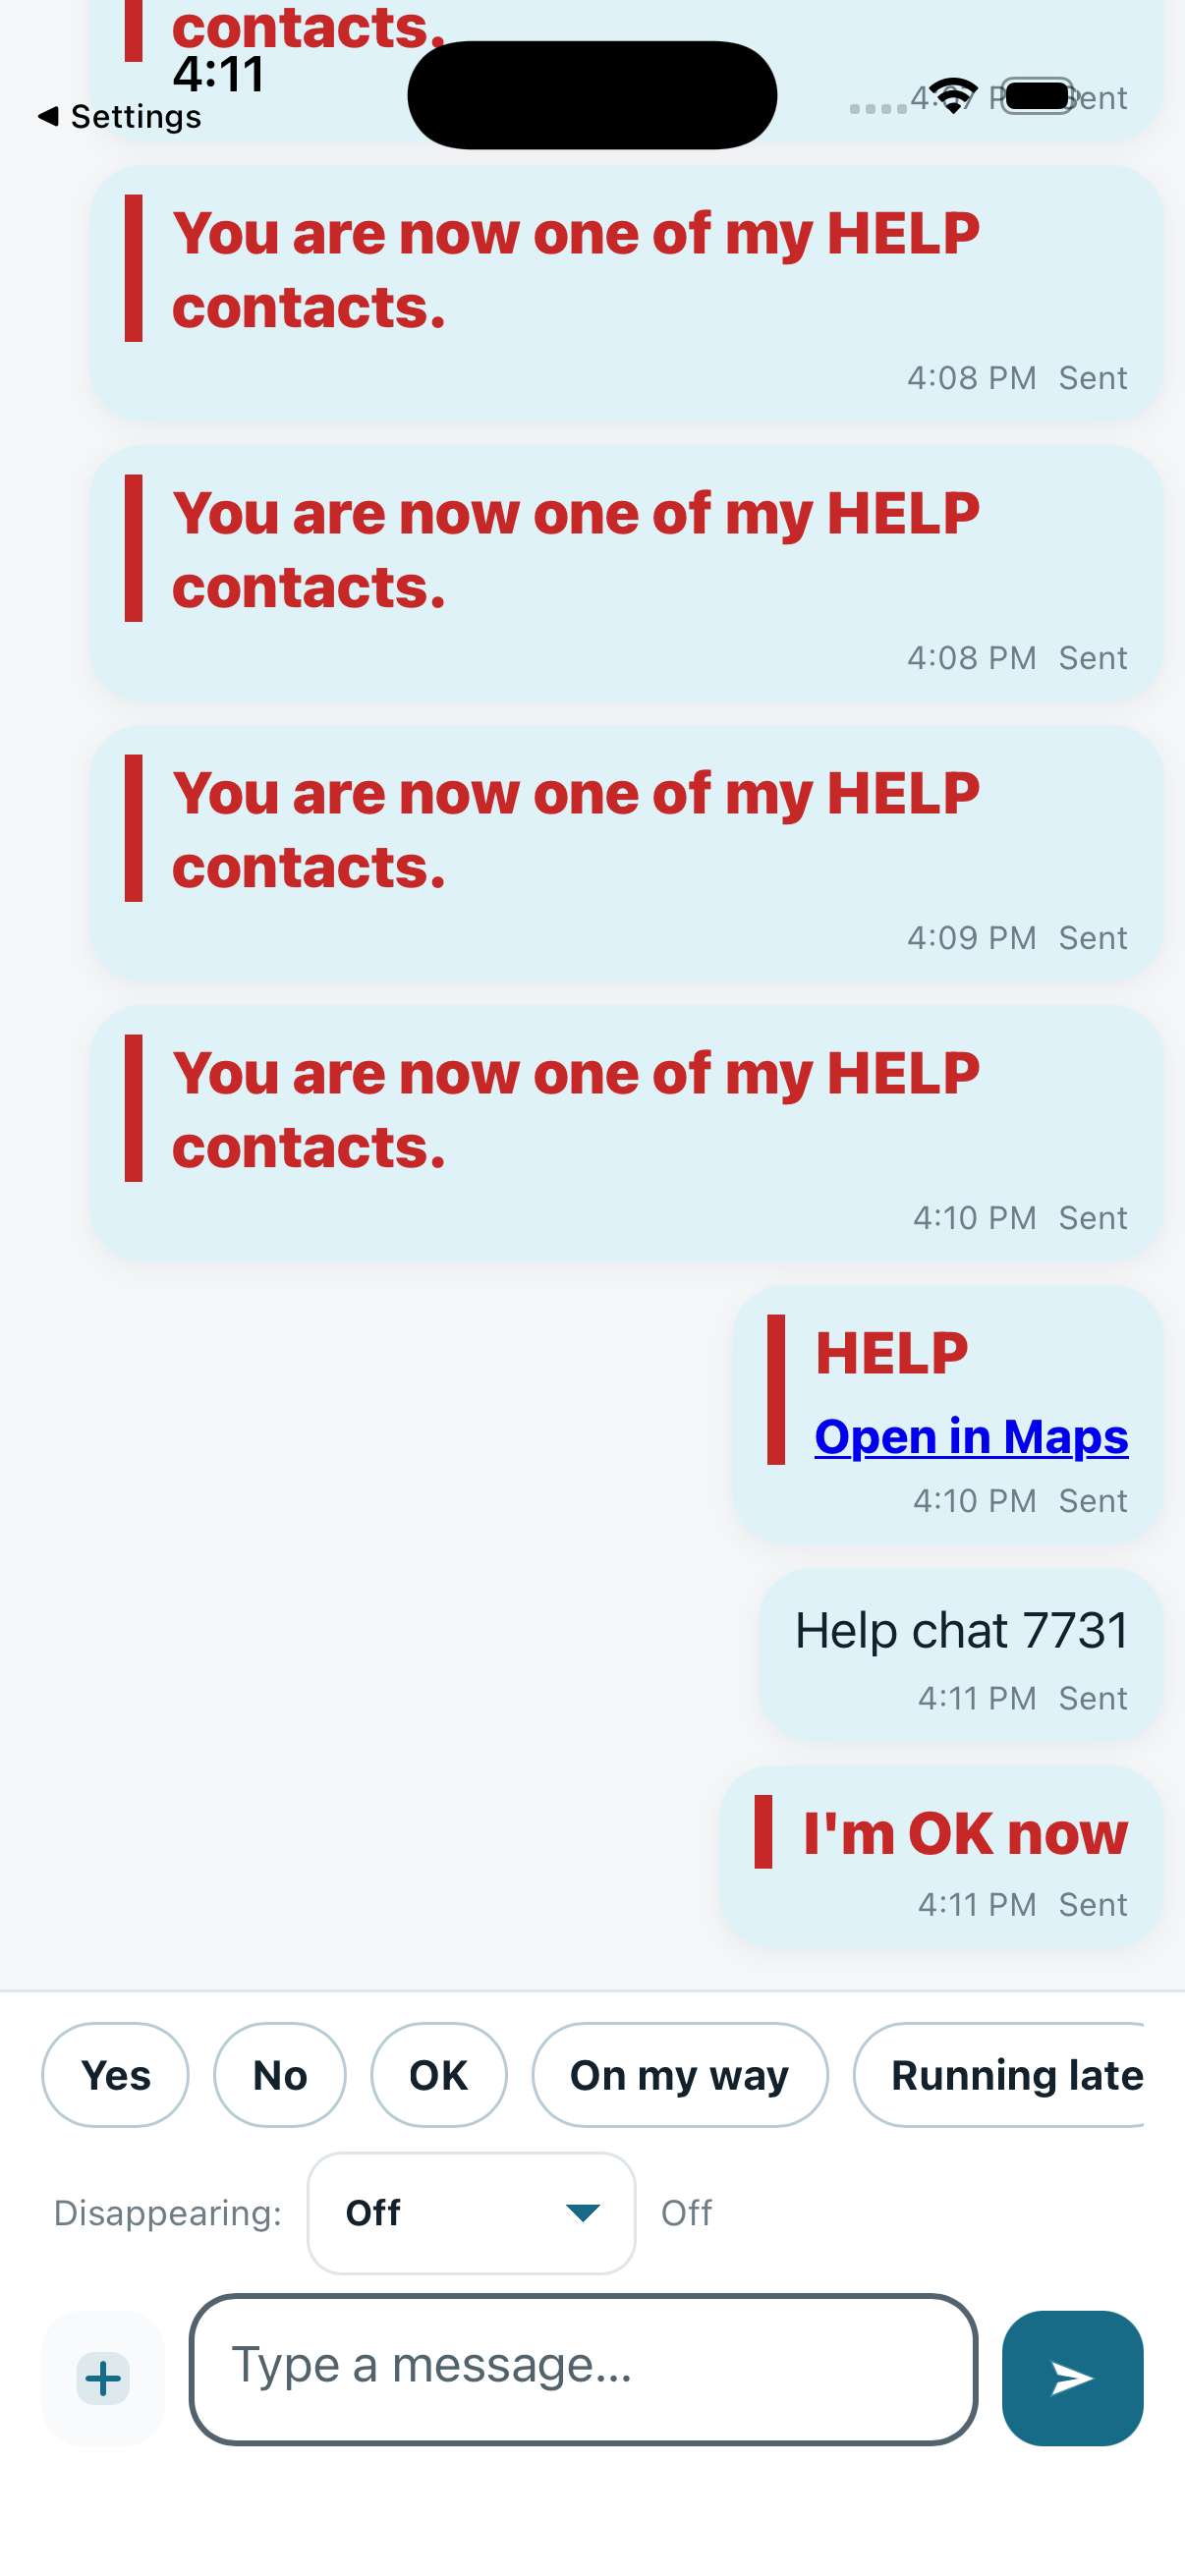 contacts.
4:11
Settings
Sent
You are now one of my HELP
contacts.
4:08 PM Sent
You are now one of my HELP
contacts.
4:08 PM Sent
You are now one of my HELP
contacts.
4:09 PM Sent
You are now one of my HELP
contacts.
4:10 PM Sent
HELP
Open in Maps
4:10 PM Sent
Help chat 7731
4:11 PM Sent
I'm OK now
4:11 PM Sent
Yes No OK On my way Running late
Disappearing: Off Off
Type a message...